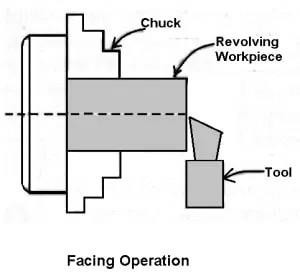 Chuck
Revolving
Workpiece
Tool
Facing Operation